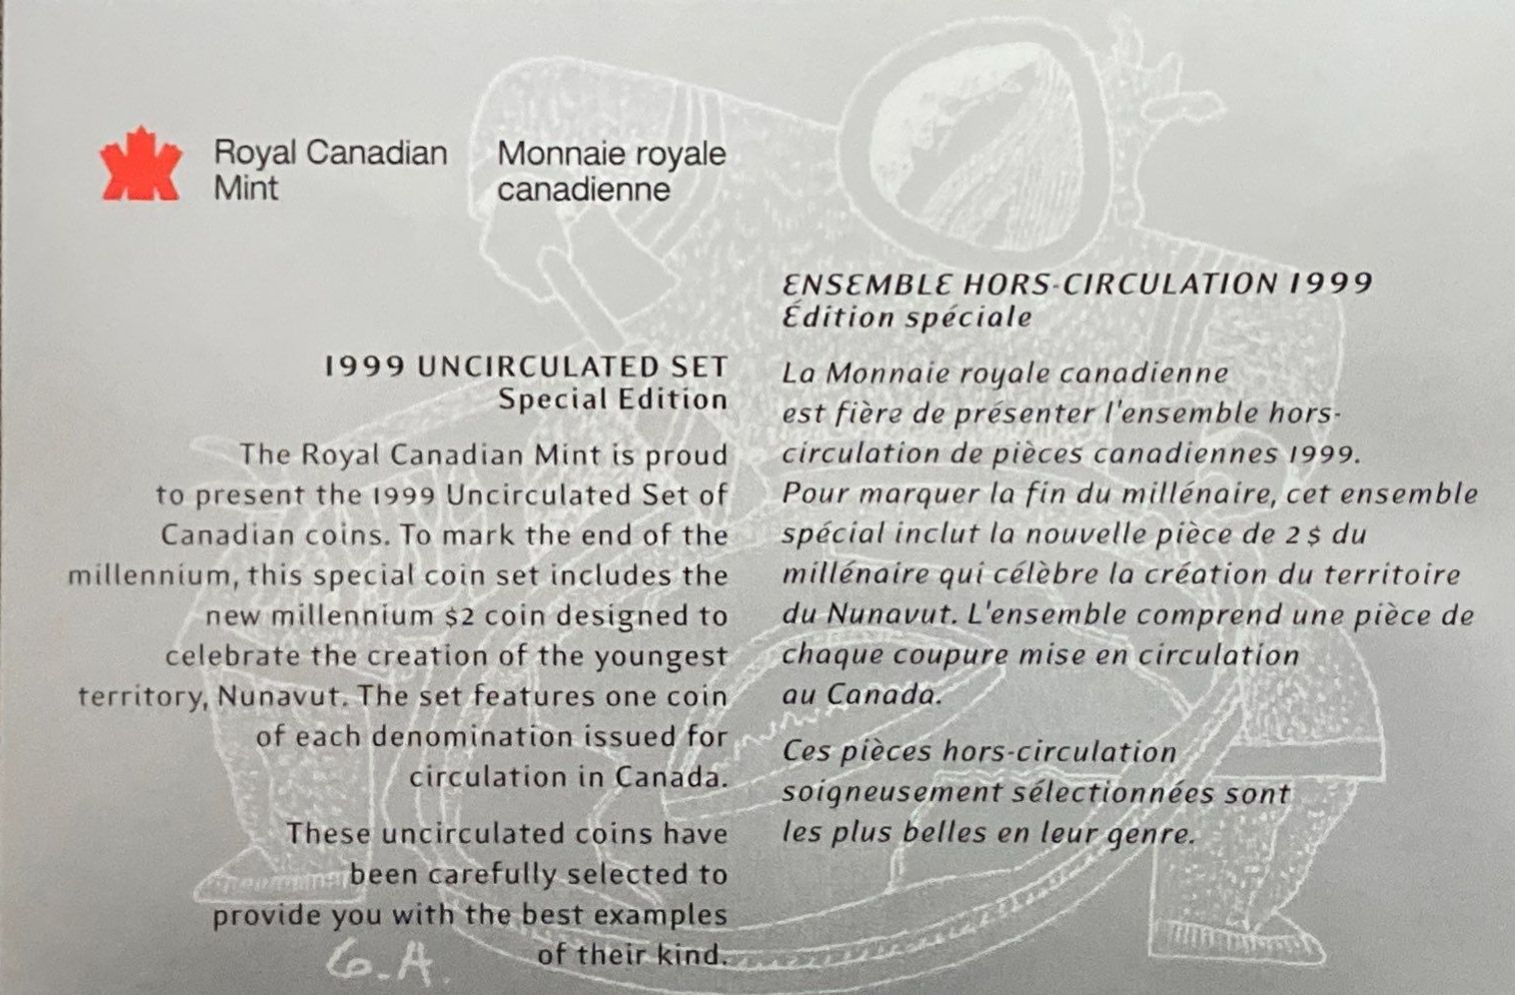 Royal Canadian
Mint
Monnaie royale
canadienne
1999 UNCIRCULATED SET
Special Edition
The Royal Canadian Mint is proud
to present the 1999 Uncirculated Set of
Canadian coins. To mark the end of the
millennium, this special coin set includes the
new millennium $2 coin designed to
celebrate the creation of the youngest
territory, Nunavut. The set features one coin
of each denomination issued for
circulation in Canada.
These uncirculated coins have
been carefully selected to
provide you with the best examples
of their kind.
G.A.
ENSEMBLE HORS-CIRCULATION 1999
Édition spéciale
La Monnaie royale canadienne
est fière de présenter l'ensemble hors-
circulation de pièces canadiennes 1999.
Pour marquer la fin du millénaire, cet ensemble
spécial inclut la nouvelle pièce de 2 $ du
millénaire qui célèbre la création du territoire
du Nunavut. L'ensemble comprend une pièce de
chaque coupure mise en circulation
au Canada.
Ces pièces hors-circulation
soigneusement sélectionnées sont
les plus belles en leur genre.